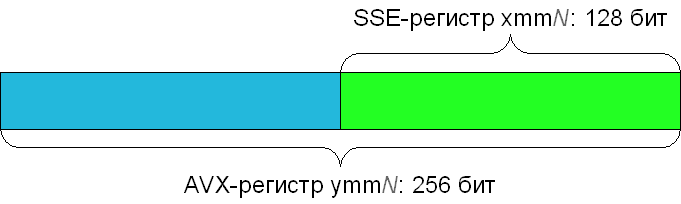 SSE-регистр xmmN: 128 бит
AVX-регистр ymmN: 256 бит